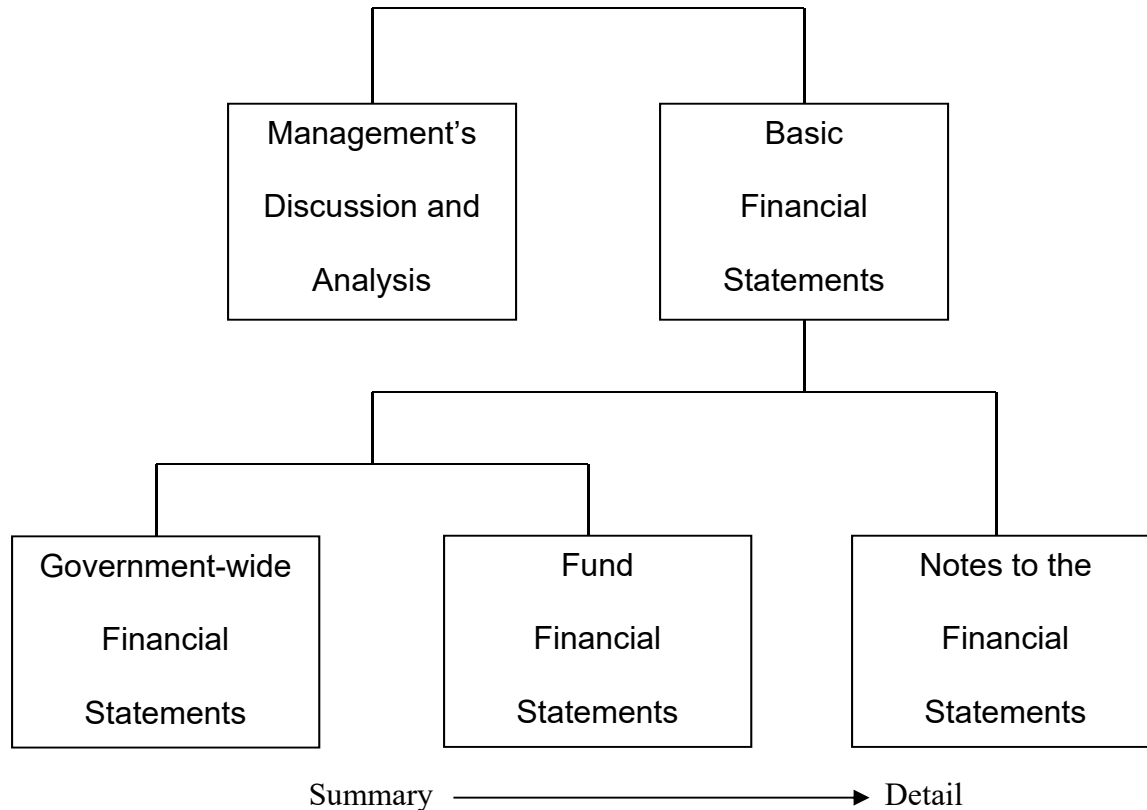 Management’s
Discussion and
Analysis
Basic
Financial
Statements
Government-wide
Financial
Statements
Fund
Financial
Statements
Notes to the
Financial
Statements
Summary
Detail